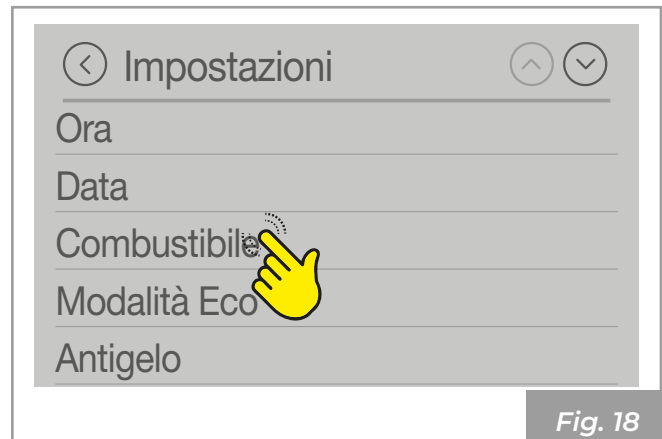 Impostazioni
Ora
Data
Combustibile
Modalità Eco
Antigelo
Fig. 18